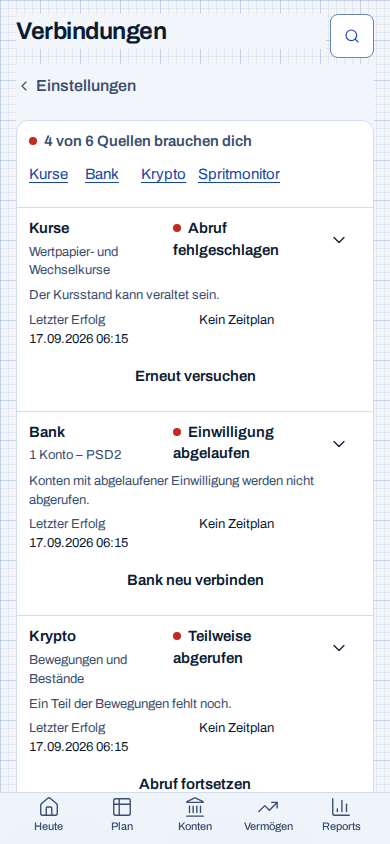 Verbindungen
Einstellungen
4 von 6 Quellen brauchen dich
Kurse Bank Krypto Spritmonitor
Kurse
Abruf
fehlgeschlagen
Wertpapier- und
Wechselkurse
Der Kursstand kann veraltet sein.
Letzter Erfolg
17.09.2026 06:15
Kein Zeitplan
Erneut versuchen
Bank
Einwilligung
abgelaufen
1 Konto – PSD2
Konten mit abgelaufener Einwilligung werden nicht
abgerufen.
Letzter Erfolg
17.09.2026 06:15
Kein Zeitplan
Bank neu verbinden
Krypto
Teilweise
abgerufen
Bewegungen und
Bestände
Ein Teil der Bewegungen fehlt noch.
Letzter Erfolg
17.09.2026 06:15
Kein Zeitplan
Abruf fortsetzen
Heute Plan Konten Vermögen Reports